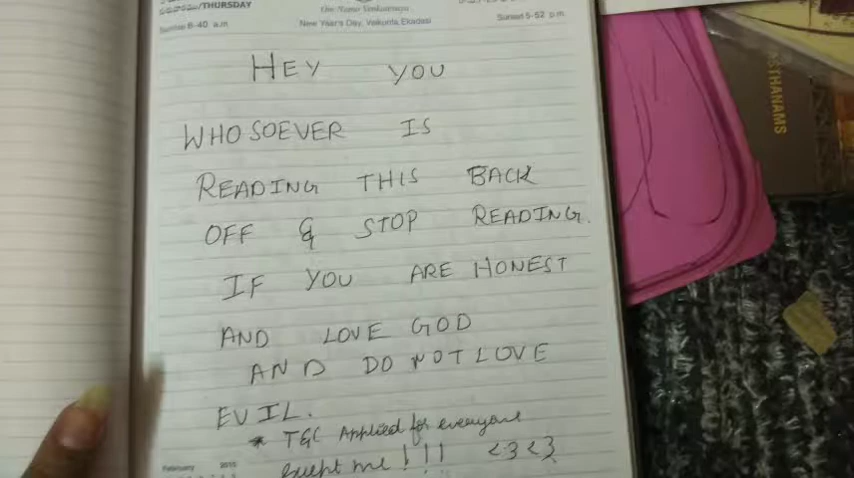 /THURSDAY
Sunrise 6-40 a.m.
New Year's Day, Vaikunta Ekadasi
Sunset 5-52 p.m
HEY YOU
WHOSOEVER IS
READING THIS BACK
OFF & STOP READING.
IF YOU ARE HONEST
AND LOVE GOD
AND DO NOT LOVE
EVIL.
* T&C Applied for everyone
Except me !!! <3 <3
February 2015
STHANAMS